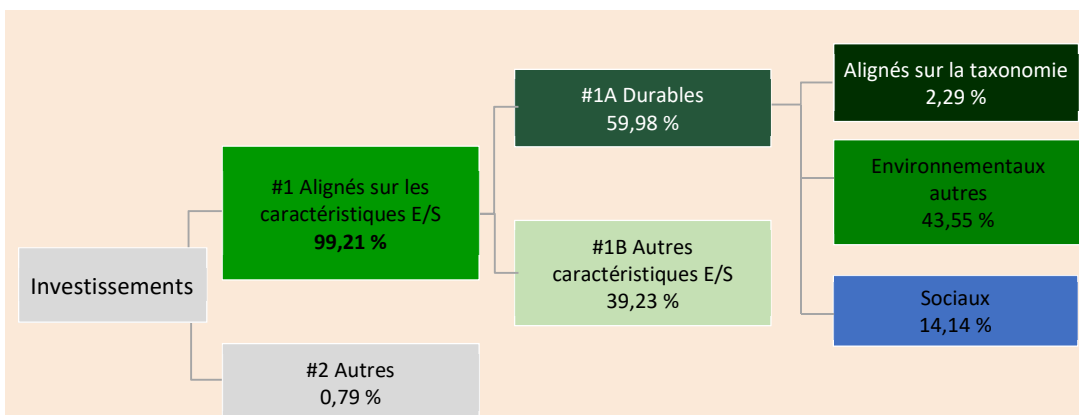 Investissements
#1 Alignés sur les
caractéristiques E/S
99,21 %
#2 Autres
0,79 %
#1A Durables
59,98 %
#1B Autres
caractéristiques E/S
39,23 %
Alignés sur la taxonomie
2,29 %
Environnementaux
autres
43,55 %
Sociaux
14,14 %